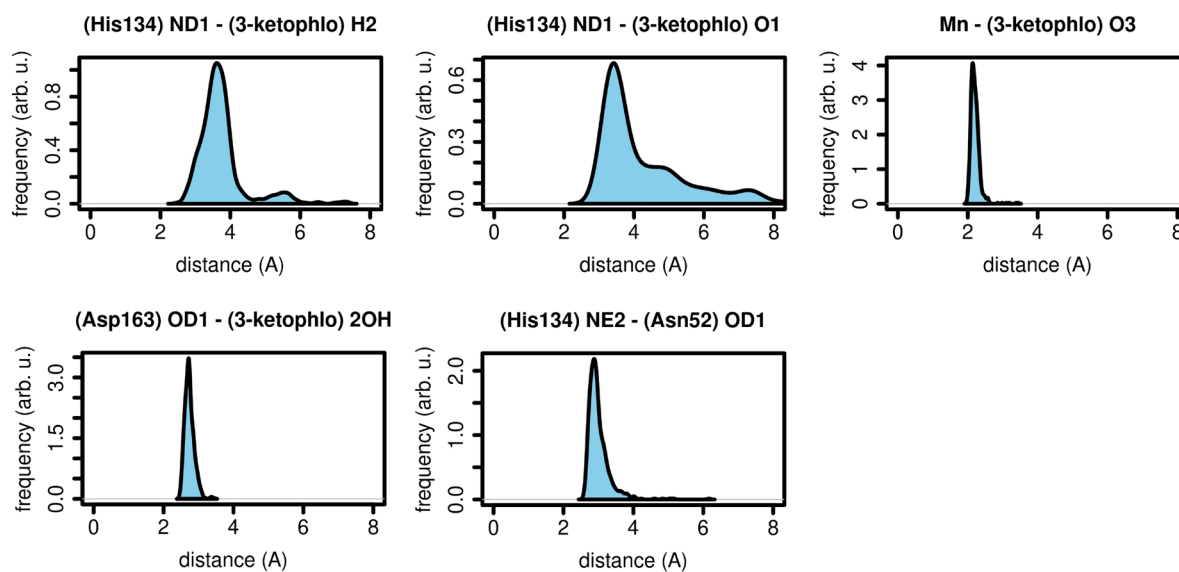 (His134) ND1 - (3-ketophlo) H2
frequency (arb. u.)
0.0 0.4 0.8
0 2 4 6 8
distance (A)
(His134) ND1 - (3-ketophlo) O1
frequency (arb. u.)
0.0 0.3 0.6
0 2 4 6 8
distance (A)
Mn - (3-ketophlo) O3
frequency (arb. u.)
0 1 2 3 4
0 2 4 6 8
distance (A)
(Asp163) OD1 - (3-ketophlo) 2OH
frequency (arb. u.)
0.0 1.5 3.0
0 2 4 6 8
distance (A)
(His134) NE2 - (Asn52) OD1
frequency (arb. u.)
0.0 1.0 2.0
0 2 4 6 8
distance (A)